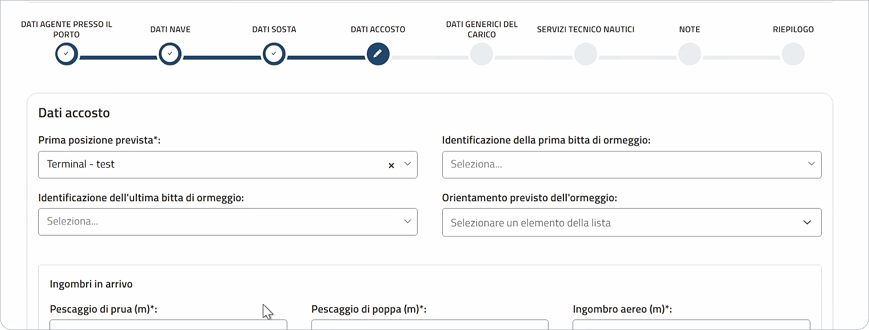 DATI AGENTE PRESSO IL PORTO
DATI NAVE
DATI SOSTA
DATI ACCOSTO
DATI GENERICI DEL CARICO
SERVIZI TECNICO NAUTICI
NOTE
RIEPILOGO
Dati accosto
Prima posizione prevista*:
Identificazione della prima bitta di ormeggio:
Terminal - test
Seleziona...
Identificazione dell'ultima bitta di ormeggio:
Orientamento previsto dell'ormeggio:
Seleziona...
Selezionare un elemento della lista
Ingombri in arrivo
Pescaggio di prua (m)*:
Pescaggio di poppa (m)*:
Ingombro aereo (m)*: